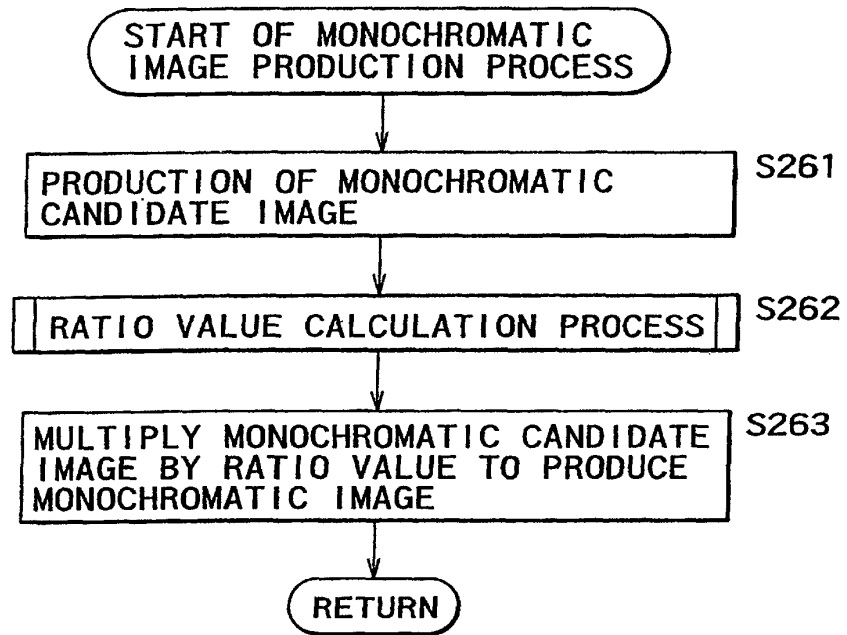 START OF MONOCHROMATIC
IMAGE PRODUCTION PROCESS
PRODUCTION OF MONOCHROMATIC
CANDIDATE IMAGE
S261
RATIO VALUE CALCULATION PROCESS
S262
MULTIPLY MONOCHROMATIC CANDIDATE
IMAGE BY RATIO VALUE TO PRODUCE
MONOCHROMATIC IMAGE
S263
RETURN